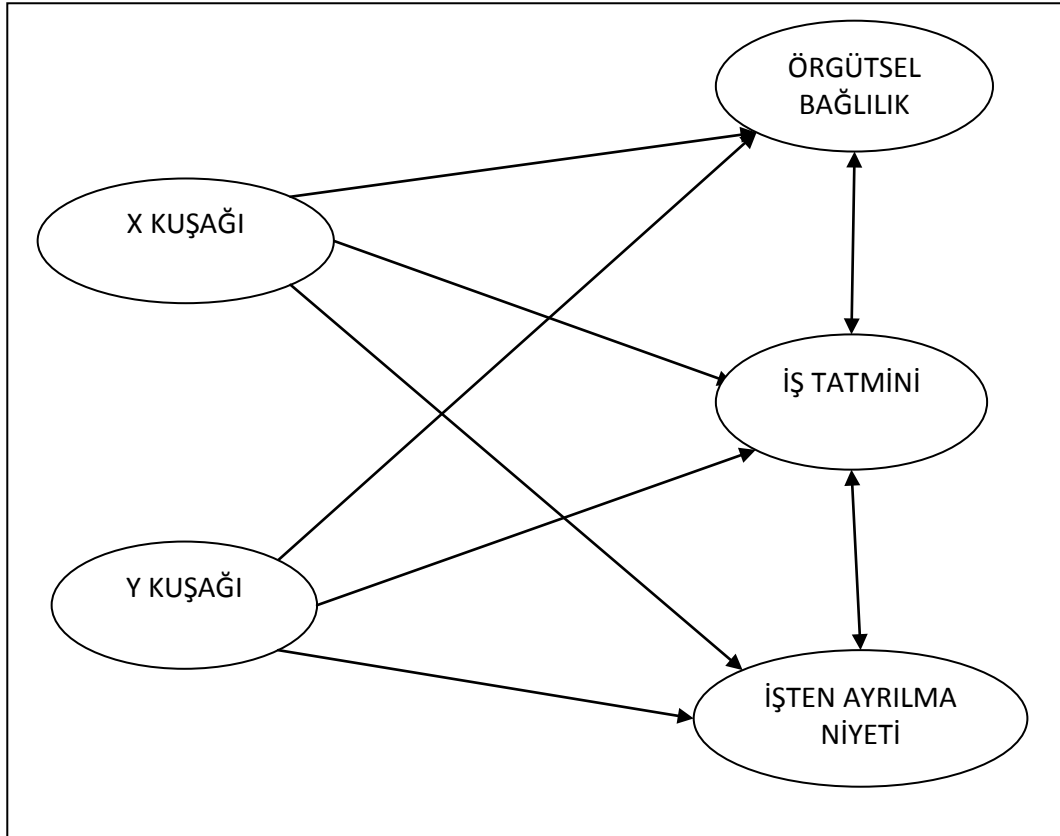 ÖRGÜTSEL
BAĞLILIK
X KUŞAĞI
İŞ TATMİNİ
Y KUŞAĞI
İŞTEN AYRILMA
NİYETİ